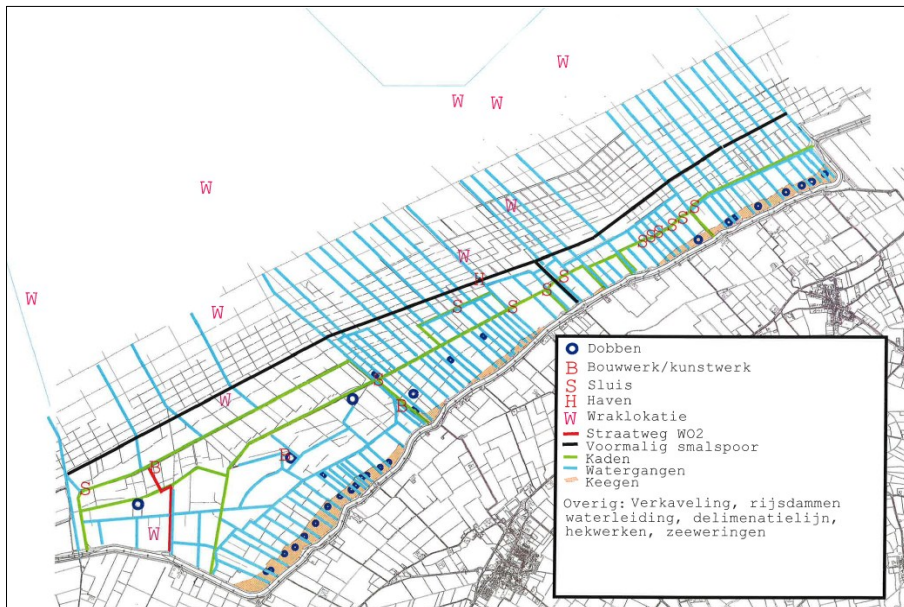 W
W W
W
W
W
H
W
W
S S S S S S
S
S
S
S
W
S
B
B
B
S
W
Dobben
B Bouwwerk/kunstwerk
S Sluis
H Haven
W Wraklokatie
Straatweg WO2
Voormalig smalspoor
Kaden
Watergangen
Keegen
Overig: Verkaveling, rijsdammen
waterleiding, delimenatielijn,
hekwerken, zeeweringen